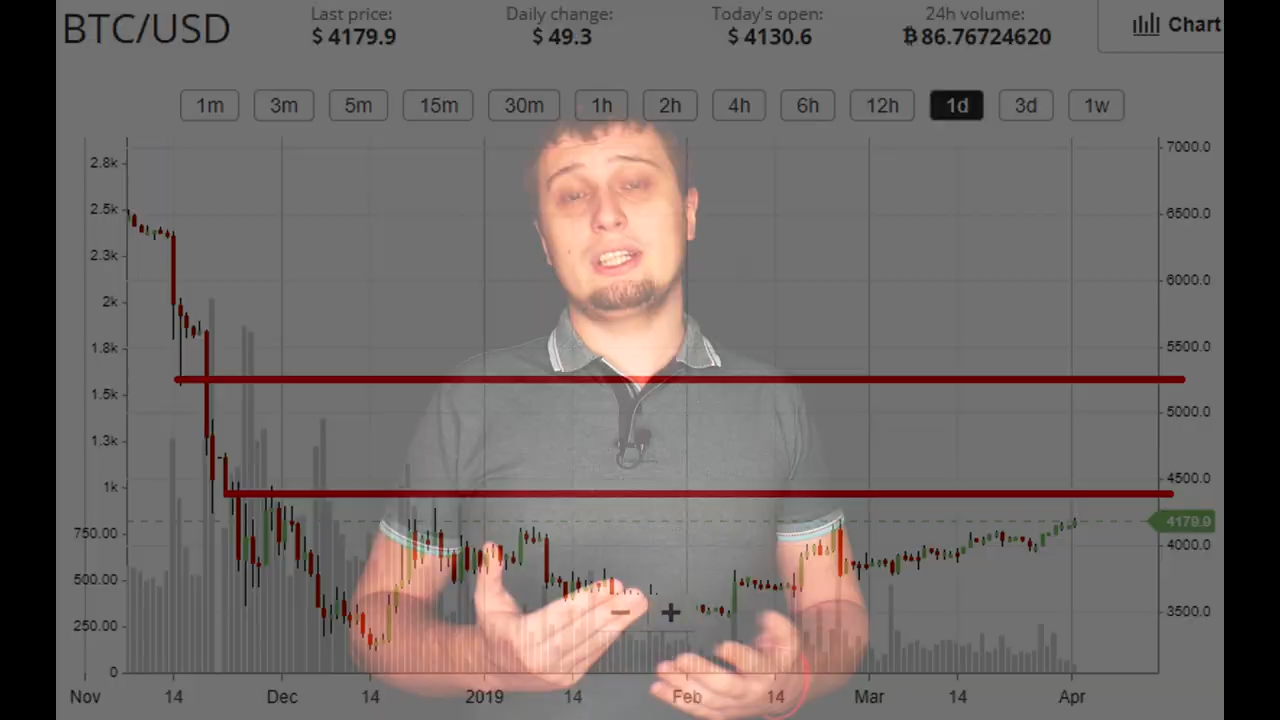 BTC/USD
Last price:
$ 4179.9
Daily change:
$ 49.3
Today's open:
$ 4130.6
24h volume:
Ƀ 86.76724620
Chart
1m 3m 5m 15m 30m 1h 2h 4h 6h 12h 1d 3d 1w
2.8k
2.5k
2.3k
2k
1.8k
1.5k
1.3k
1k
750.00
500.00
250.00
0
7000.0
6500.0
6000.0
5500.0
5000.0
4500.0
4179.9
4000.0
3500.0
− +
Nov 14 Dec 14 2019 14 Feb 14 Mar 14 Apr